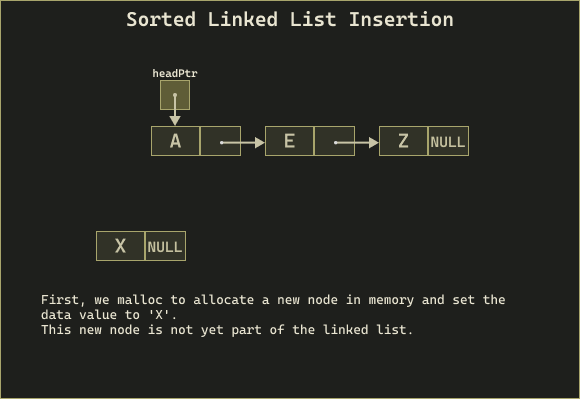 Sorted Linked List Insertion
headPtr
A
E
Z NULL
X NULL
First, we malloc to allocate a new node in memory and set the
data value to 'X'.
This new node is not yet part of the linked list.